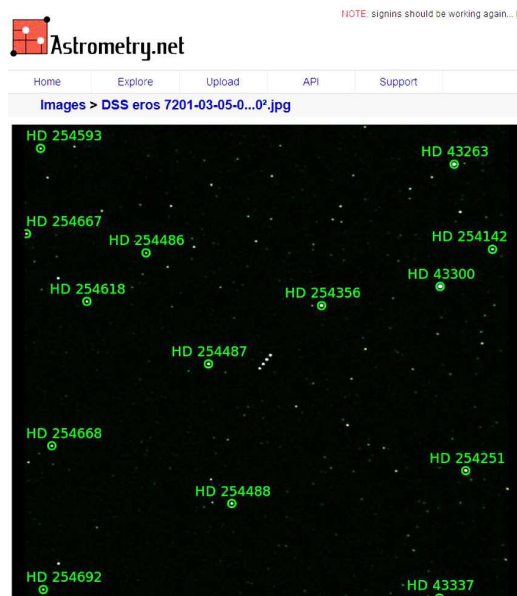 NOTE: signins should be working again...
Astrometry.net
Home Explore Upload API Support
Images > DSS eros 7201-03-05-0...0².jpg
HD 254593
HD 43263
HD 254667
HD 254486
HD 254142
HD 43300
HD 254618
HD 254356
HD 254487
HD 254668
HD 254251
HD 254488
HD 254692
HD 43337